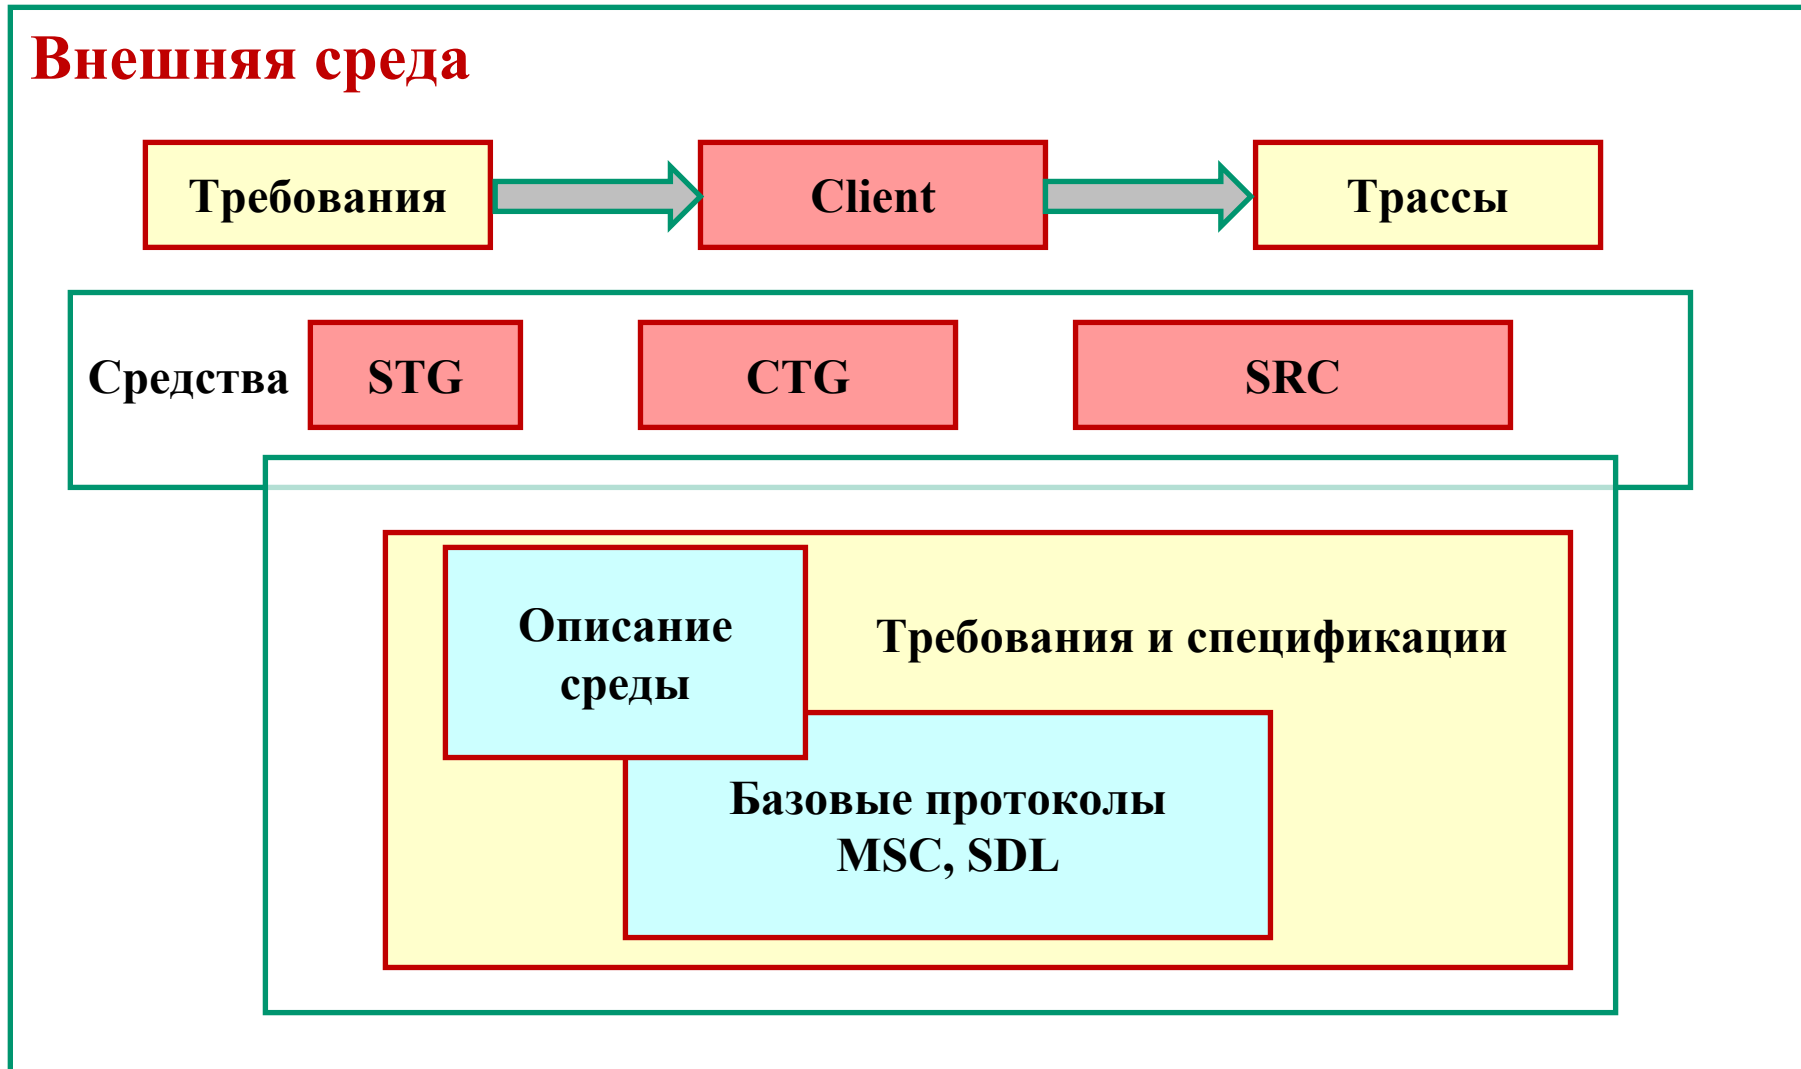 Внешняя среда
Требования
Client
Трассы
Средства
STG
CTG
SRC
Описание
среды
Требования и спецификации
Базовые протоколы
MSC, SDL